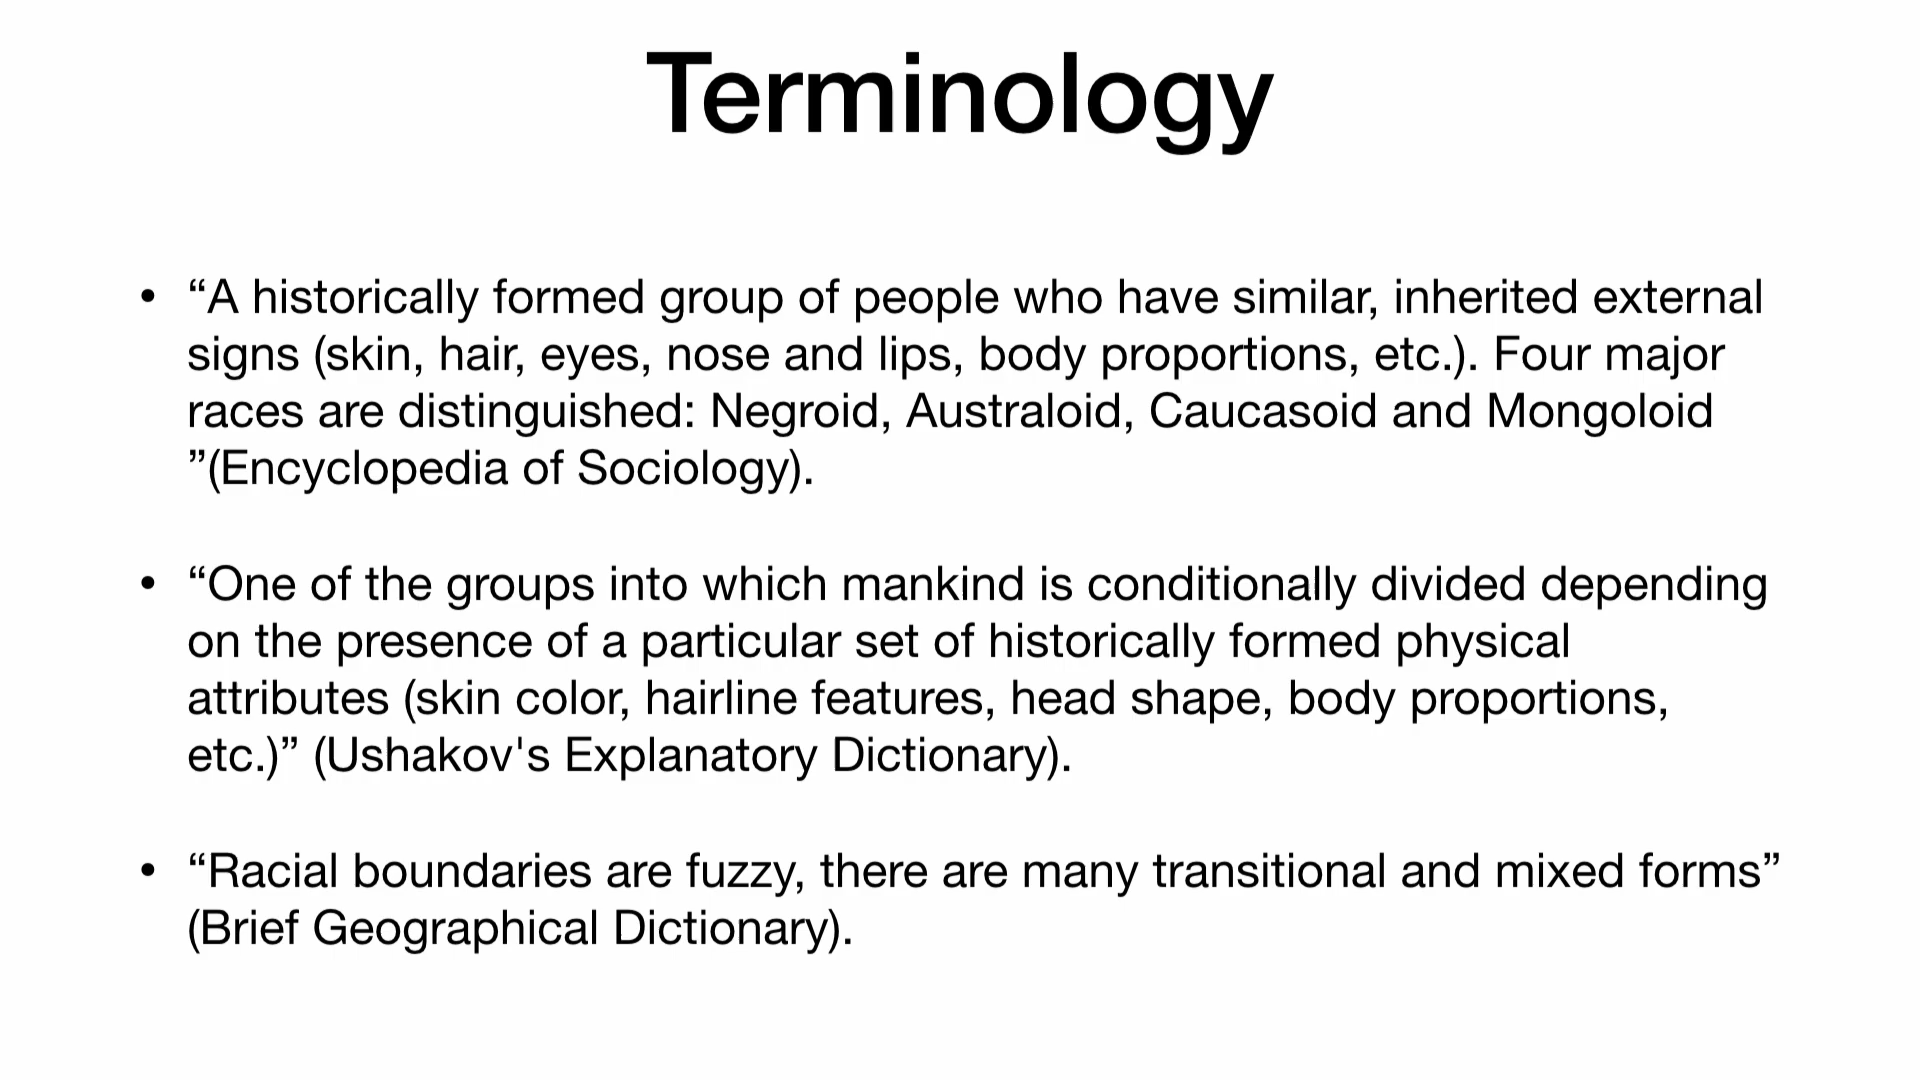 Terminology
• “A historically formed group of people who have similar, inherited external
signs (skin, hair, eyes, nose and lips, body proportions, etc.). Four major
races are distinguished: Negroid, Australoid, Caucasoid and Mongoloid
”(Encyclopedia of Sociology).
• “One of the groups into which mankind is conditionally divided depending
on the presence of a particular set of historically formed physical
attributes (skin color, hairline features, head shape, body proportions,
etc.)” (Ushakov's Explanatory Dictionary).
• “Racial boundaries are fuzzy, there are many transitional and mixed forms”
(Brief Geographical Dictionary).